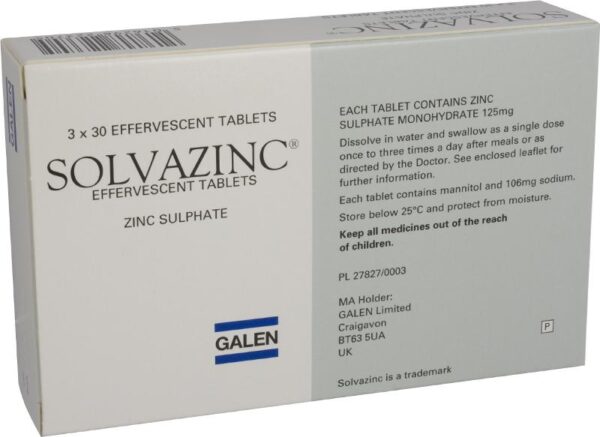 GALEN
3 x 30 EFFERVESCENT TABLETS
SOLVAZINC®
EFFERVESCENT TABLETS
ZINC SULPHATE
GALEN
EACH TABLET CONTAINS ZINC
SULPHATE MONOHYDRATE 125mg
Dissolve in water and swallow as a single dose
once to three times a day after meals or as
directed by the Doctor. See enclosed leaflet for
further information.
Each tablet contains mannitol and 106mg sodium.
Store below 25°C and protect from moisture.
Keep all medicines out of the reach
of children.
PL 27827/0003
MA Holder:
GALEN Limited
Craigavon
BT63 5UA
UK
P
Solvazinc is a trademark